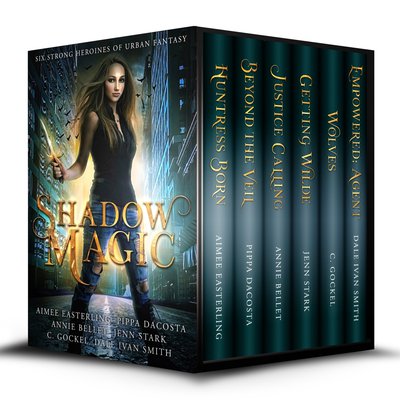 SIX STRONG HEROINES OF URBAN FANTASY
SHADOW
MAGIC
AIMEE EASTERLING PIPPA DACOSTA
ANNIE BELLET JENN STARK
C. GOCKEL DALE IVAN SMITH
HUNTRESS BORN AIMEE EASTERLING
BEYOND THE VEIL PIPPA DACOSTA
JUSTICE CALLING ANNIE BELLET
GETTING WILDE JENN STARK
WOLVES C. GOCKEL
EMPOWERED: AGENT DALE IVAN SMITH